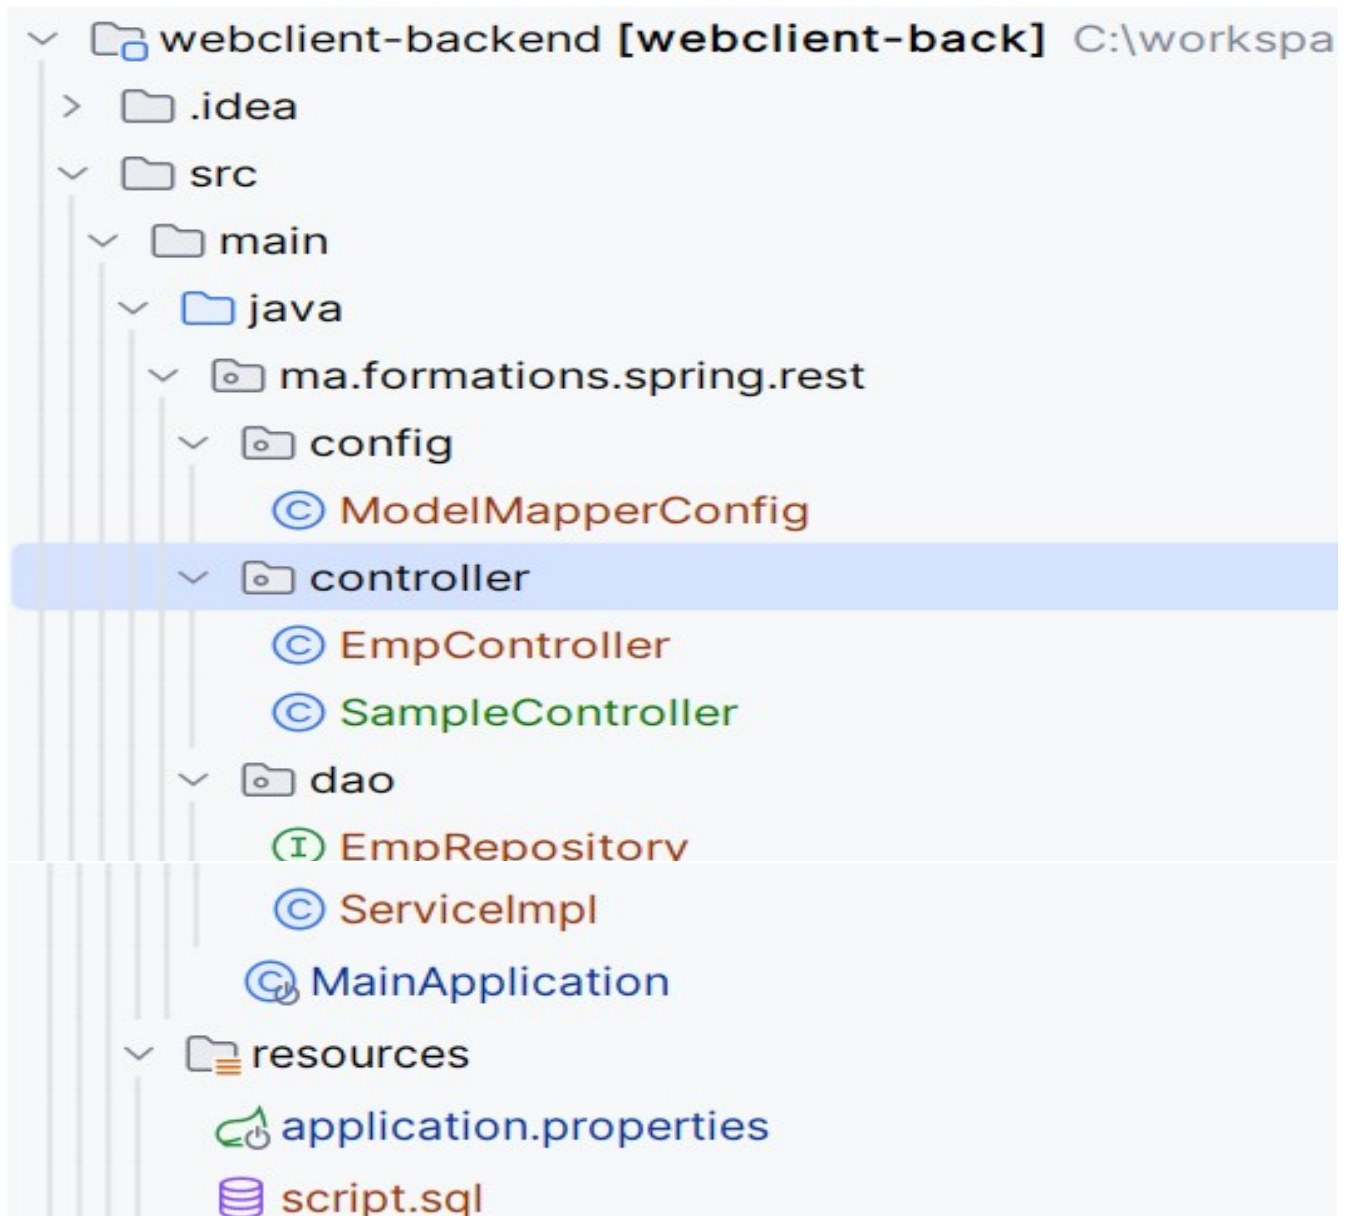 webclient-backend [webclient-back] C:\workspa
.idea
src
main
java
ma.formations.spring.rest
config
ModelMapperConfig
controller
EmpController
SampleController
dao
EmpRepository
ServiceImpl
MainApplication
resources
application.properties
script.sql